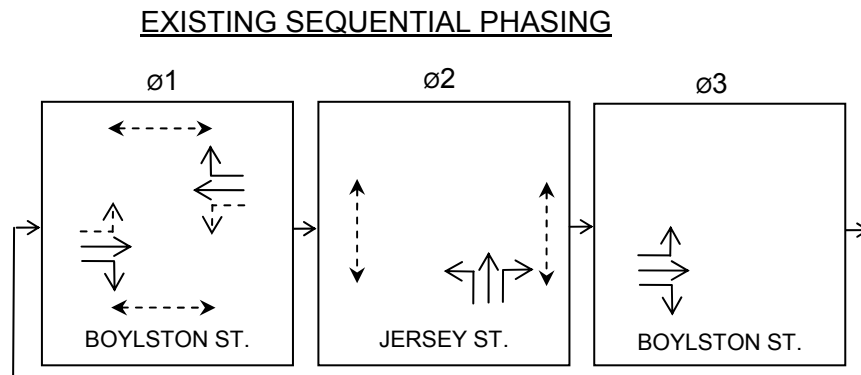 EXISTING SEQUENTIAL PHASING
ø1 ø2 ø3
BOYLSTON ST. JERSEY ST. BOYLSTON ST.